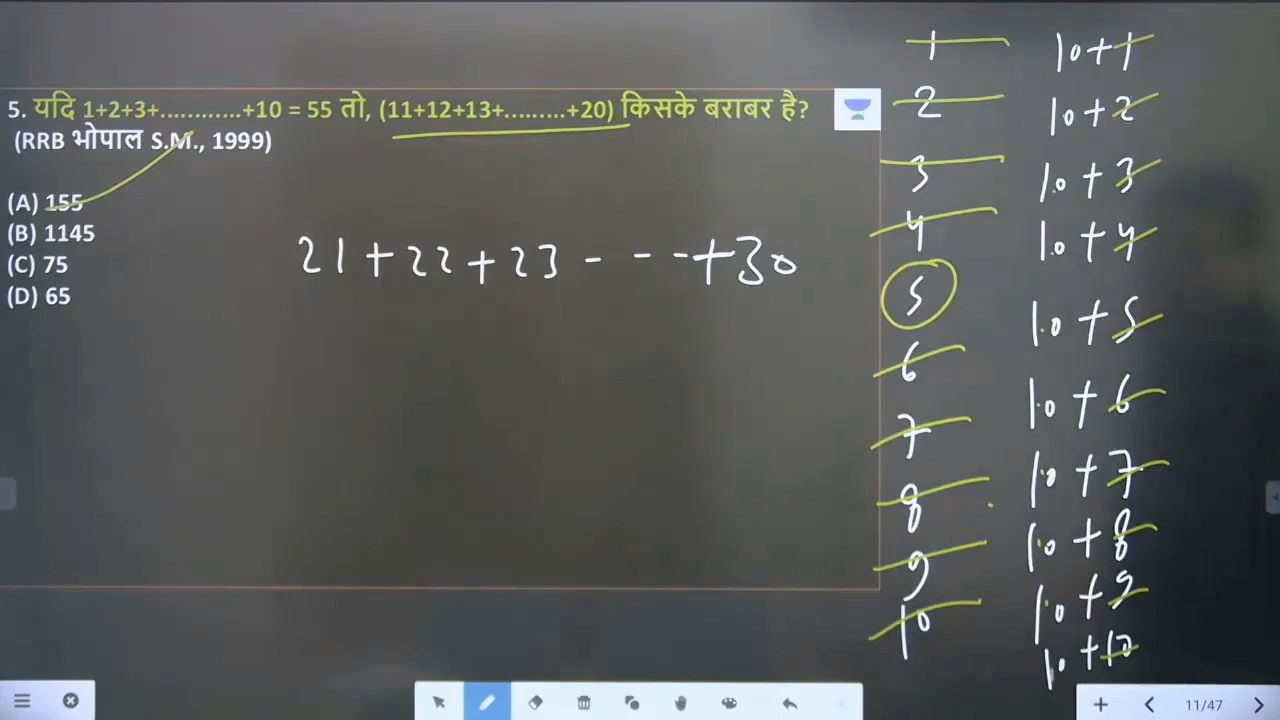 5. यदि 1+2+3+............+10 = 55 तो, (11+12+13+.........+20) किसके बराबर है?
(RRB भोपाल S.M., 1999)
(A) 155
(B) 1145
(C) 75
(D) 65
21 + 22 + 23 - - - + 30
1 10+1
2 10+2
3 10+3
4 10+4
5 10+5
6 10+6
7 10+7
8 10+8
9 10+9
10 10+10
11/47